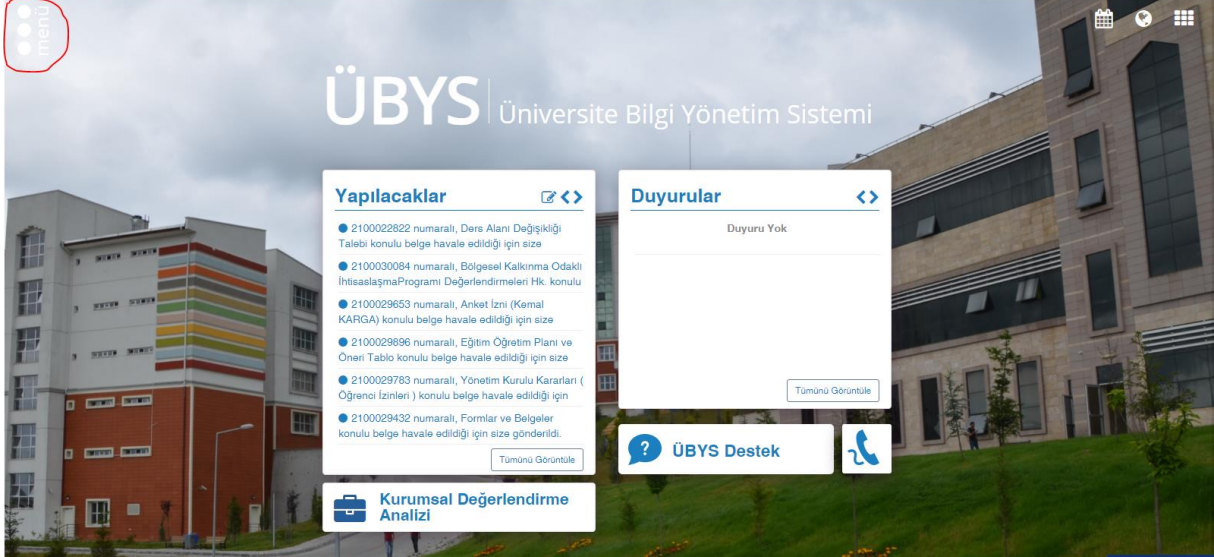 menü
ÜBYS Üniversite Bilgi Yönetim Sistemi
Yapılacaklar
2100022822 numaralı, Ders Alanı Değişikliği
Talebi konulu belge havale edildiği için size
2100030084 numaralı, Bölgesel Kalkınma Odaklı
İhtisaslaşmaProgramı Değerlendirmeleri Hk. konulu
2100029653 numaralı, Anket İzni (Kemal
KARGA) konulu belge havale edildiği için size
2100029896 numaralı, Eğitim Öğretim Planı ve
Öneri Tablo konulu belge havale edildiği için size
2100029783 numaralı, Yönetim Kurulu Kararları (
Öğrenci İzinleri ) konulu belge havale edildiği için
2100029432 numaralı, Formlar ve Belgeler
konulu belge havale edildiği için size gönderildi.
Tümünü Görüntüle
Kurumsal Değerlendirme
Analizi
Duyurular
Duyuru Yok
Tümünü Görüntüle
ÜBYS Destek